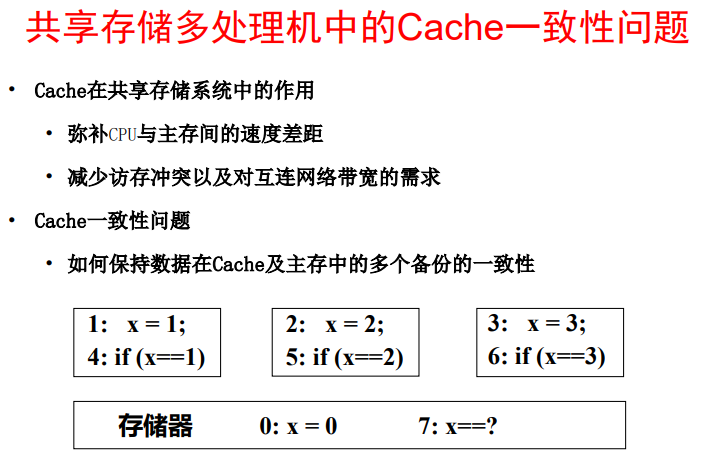 共享存储多处理机中的Cache一致性问题
• Cache在共享存储系统中的作用
• 弥补CPU与主存间的速度差距
• 减少访存冲突以及对互连网络带宽的需求
• Cache一致性问题
• 如何保持数据在Cache及主存中的多个备份的一致性
1: x = 1;
4: if (x==1)
2: x = 2;
5: if (x==2)
3: x = 3;
6: if (x==3)
存储器 0: x = 0 7: x==?